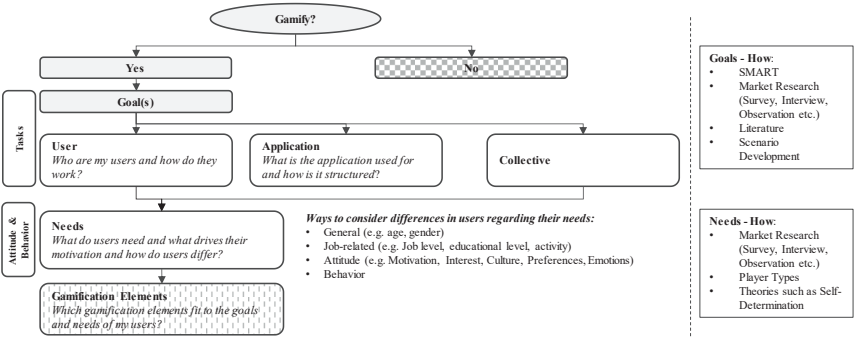 Gamify?
Yes
No
Goal(s)
Tasks
User
Who are my users and how do they
work?
Application
What is the application used for
and how is it structured?
Collective
Attitude &
Behavior
Needs
What do users need and what drives their
motivation and how do users differ?
Ways to consider differences in users regarding their needs:
• General (e.g. age, gender)
• Job-related (e.g. Job level, educational level, activity)
• Attitude (e.g. Motivation, Interest, Culture, Preferences, Emotions)
• Behavior
Gamification Elements
Which gamification elements fit to the goals
and needs of my users?
Goals - How:
• SMART
• Market Research
(Survey, Interview,
Observation etc.)
• Literature
• Scenario
Development
Needs - How:
• Market Research
(Survey, Interview,
Observation etc.)
• Player Types
• Theories such as Self-
Determination